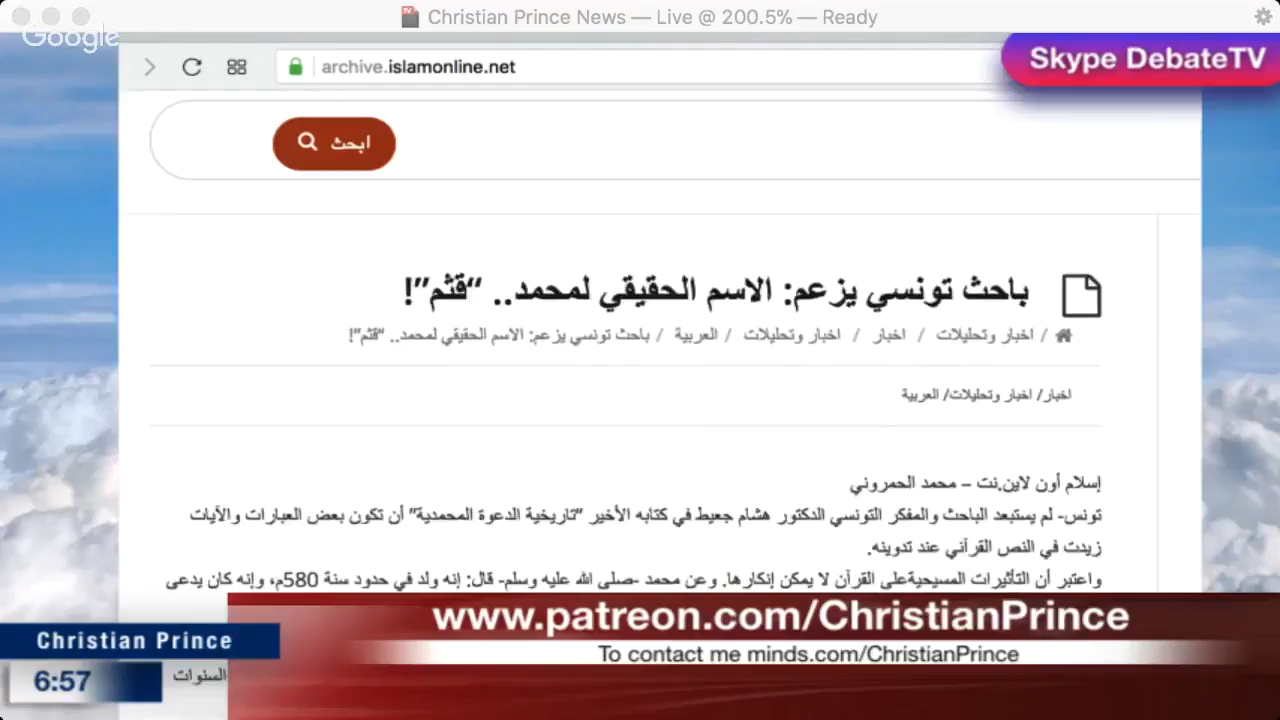 Christian Prince News — Live @ 200.5% — Ready
Google
archive.islamonline.net
Skype DebateTV
ابحث
باحث تونسي يزعم: الاسم الحقيقي لمحمد.. “قثم”!
/ اخبار وتحليلات / اخبار / اخبار وتحليلات / العربية / باحث تونسي يزعم: الاسم الحقيقي لمحمد.. “قثم”!
اخبار/ اخبار وتحليلات/ العربية
إسلام أون لاين.نت – محمد الحمروني
تونس- لم يستبعد الباحث والمفكر التونسي الدكتور هشام جعيط في كتابه الأخير “تاريخية الدعوة المحمدية” أن تكون بعض العبارات والآيات
زيدت في النص القرآني عند تدوينه.
واعتبر أن التأثيرات المسيحيةعلى القرآن لا يمكن إنكارها. وعن محمد -صلى الله عليه وسلم- قال: إنه ولد في حدود سنة 580م، وإنه كان يدعى
www.patreon.com/ChristianPrince
Christian Prince
To contact me minds.com/ChristianPrince
6:57
السنوات